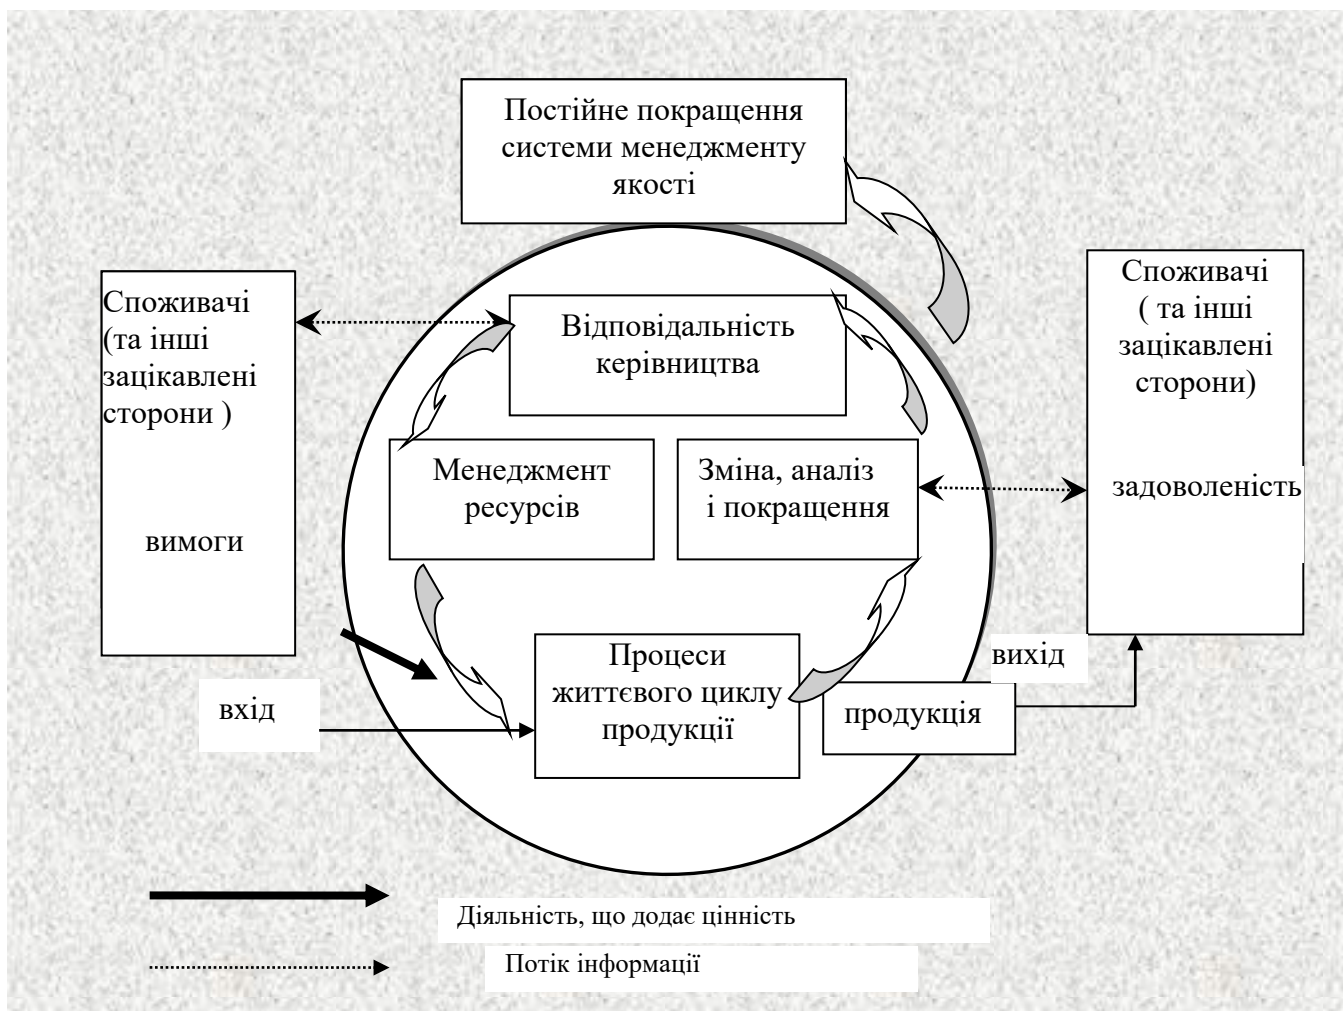 Постійне покращення
системи менеджменту
якості
Споживачі
(та інші
зацікавлені
сторони )
вимоги
Відповідальність
керівництва
Менеджмент
ресурсів
Зміна, аналіз
і покращення
Споживачі
( та інші
зацікавлені
сторони)
задоволеність
вхід
Процеси
життєвого циклу
продукції
продукція
вихід
Діяльність, що додає цінність
Потік інформації